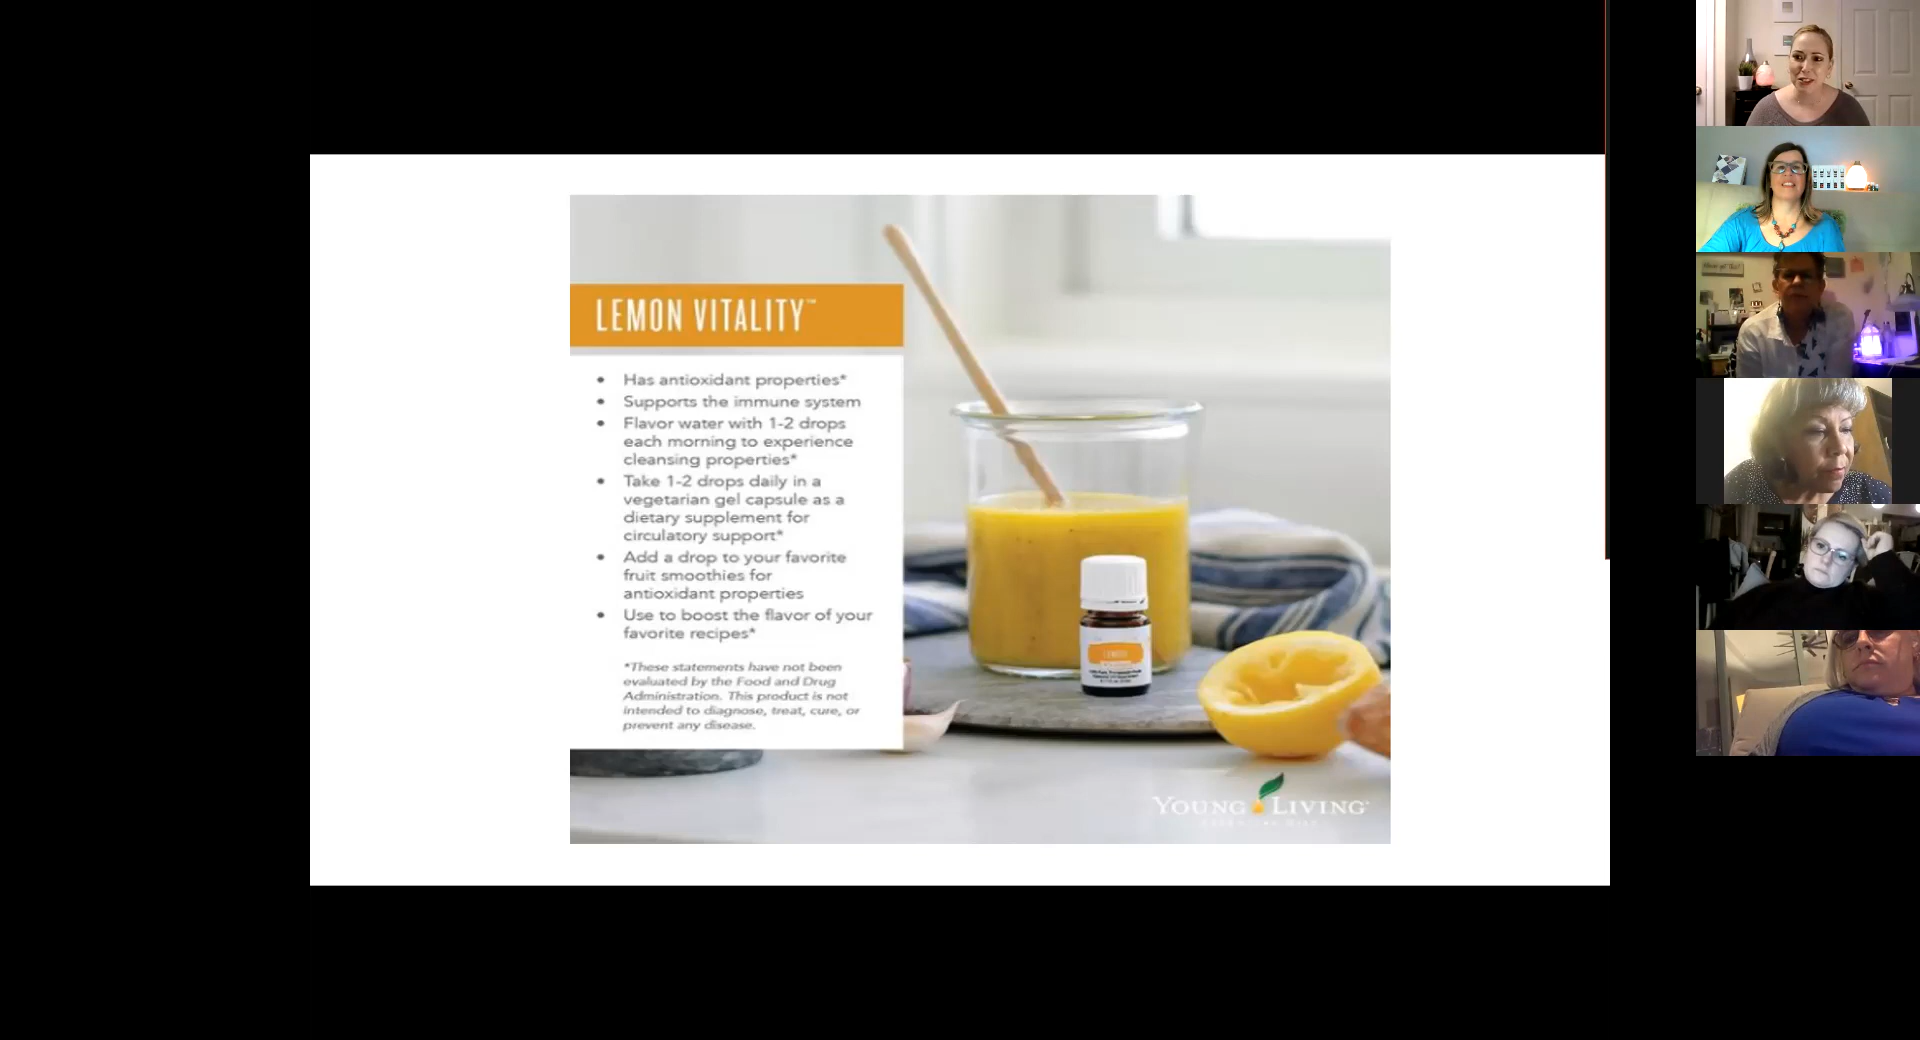 LEMON VITALITY™
• Has antioxidant properties*
• Supports the immune system
• Flavor water with 1-2 drops
each morning to experience
cleansing properties*
• Take 1-2 drops daily in a
vegetarian gel capsule as a
dietary supplement for
circulatory support*
• Add a drop to your favorite
fruit smoothies for
antioxidant properties
• Use to boost the flavor of your
favorite recipes*
*These statements have not been
evaluated by the Food and Drug
Administration. This product is not
intended to diagnose, treat, cure, or
prevent any disease.
LEMON
YOUNG LIVING